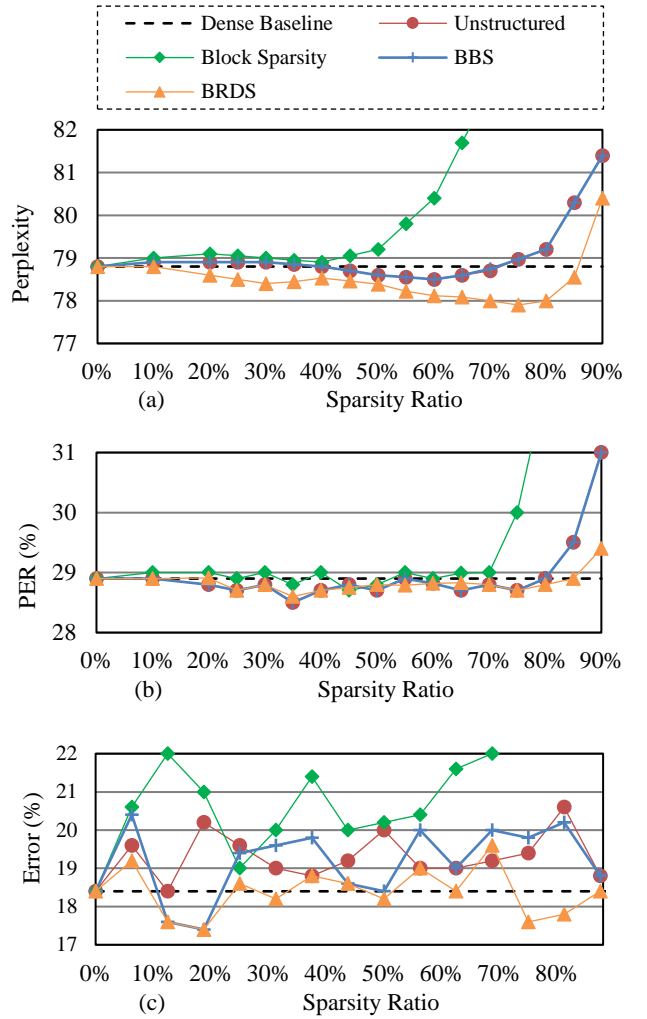 Dense Baseline
Unstructured
Block Sparsity
BBS
BRDS
82
81
80
79
78
77
Perplexity
0% 10% 20% 30% 40% 50% 60% 70% 80% 90%
(a) Sparsity Ratio
31
30
29
28
PER (%)
0% 10% 20% 30% 40% 50% 60% 70% 80% 90%
(b) Sparsity Ratio
22
21
20
19
18
17
Error (%)
0% 10% 20% 30% 40% 50% 60% 70% 80%
(c) Sparsity Ratio